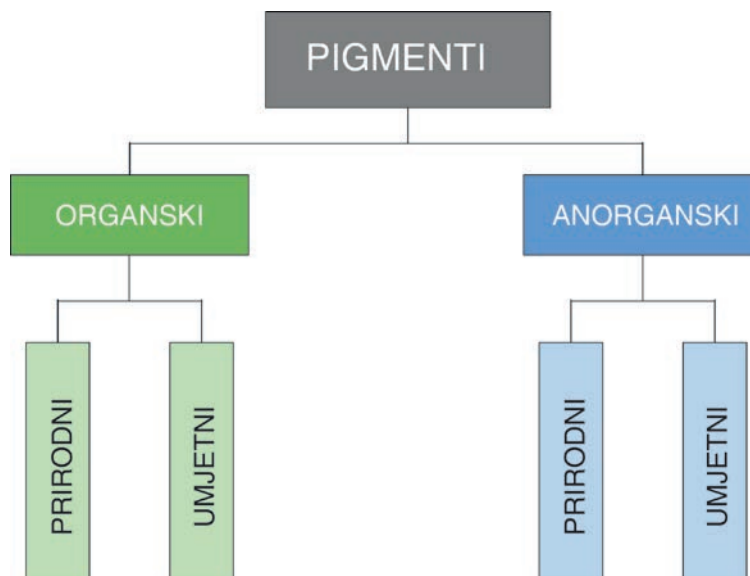 PIGMENTI
ORGANSKI
ANORGANSKI
PRIRODNI
UMJETNI
PRIRODNI
UMJETNI